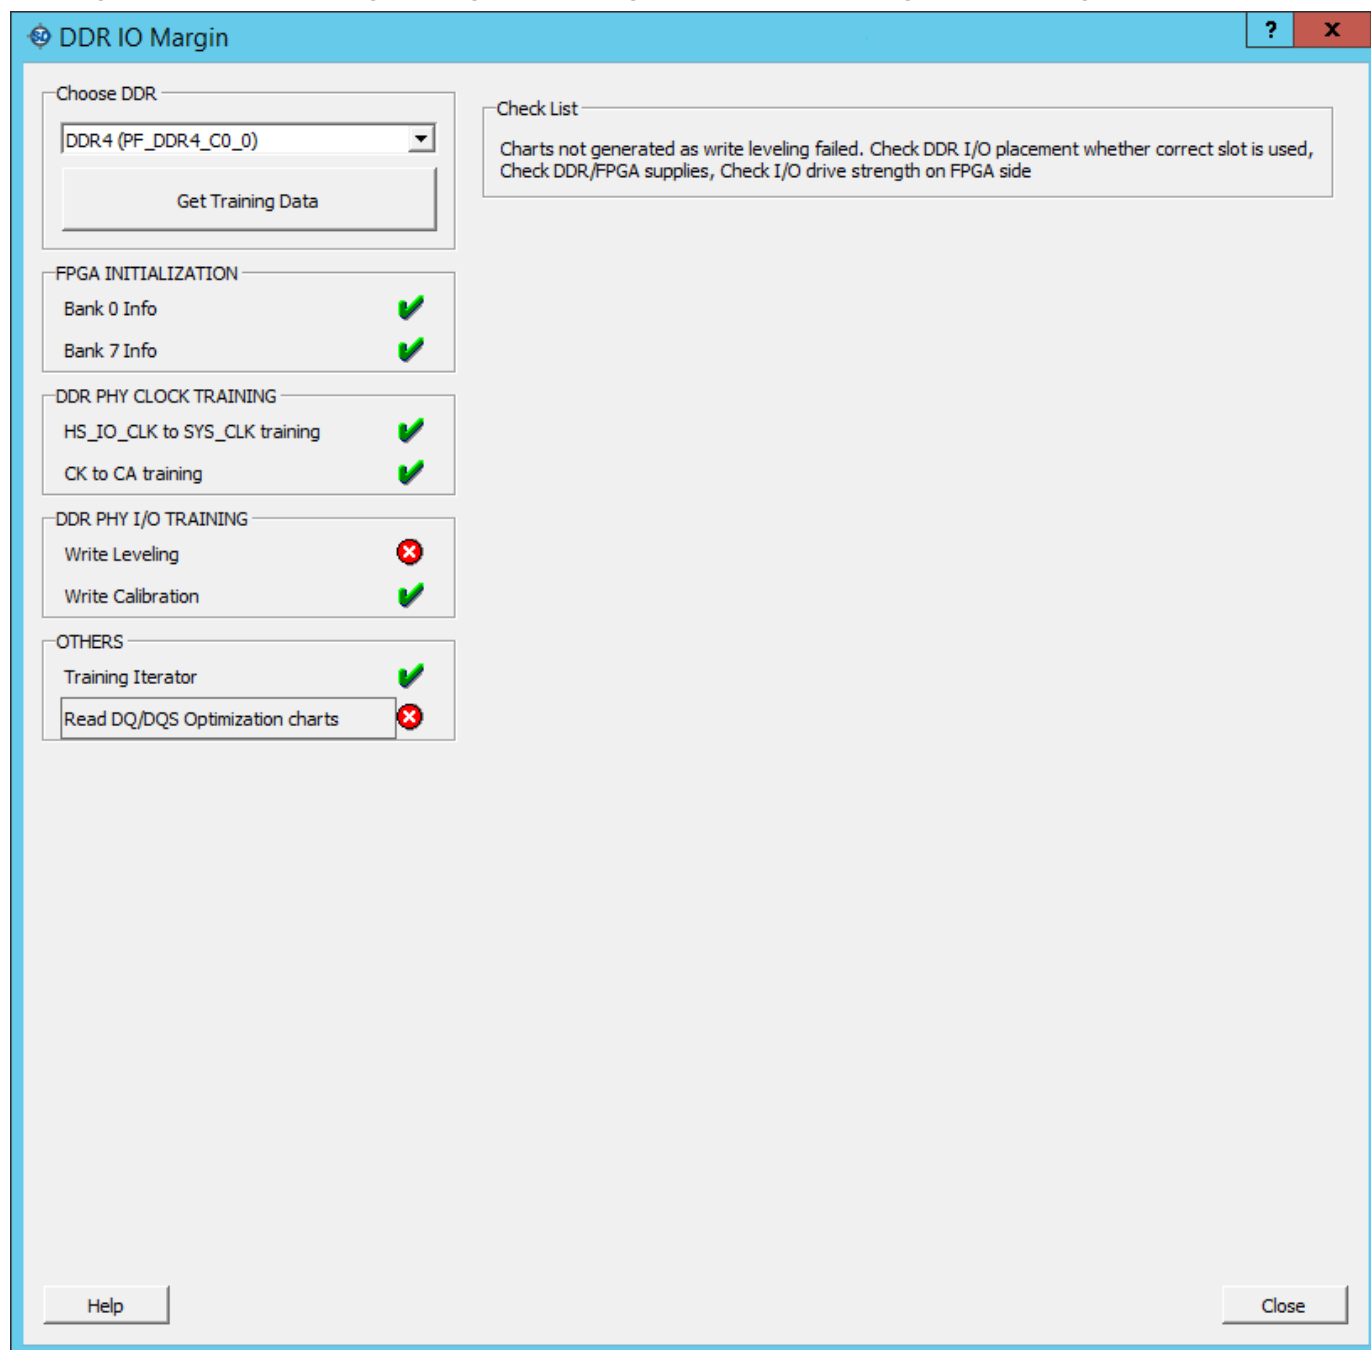 DDR IO Margin
?
x
Choose DDR
DDR4 (PF_DDR4_C0_0)
Get Training Data
FPGA INITIALIZATION
Bank 0 Info
Bank 7 Info
DDR PHY CLOCK TRAINING
HS_IO_CLK to SYS_CLK training
CK to CA training
DDR PHY I/O TRAINING
Write Leveling
Write Calibration
OTHERS
Training Iterator
Read DQ/DQS Optimization charts
Check List
Charts not generated as write leveling failed. Check DDR I/O placement whether correct slot is used,
Check DDR/FPGA supplies, Check I/O drive strength on FPGA side
Help
Close